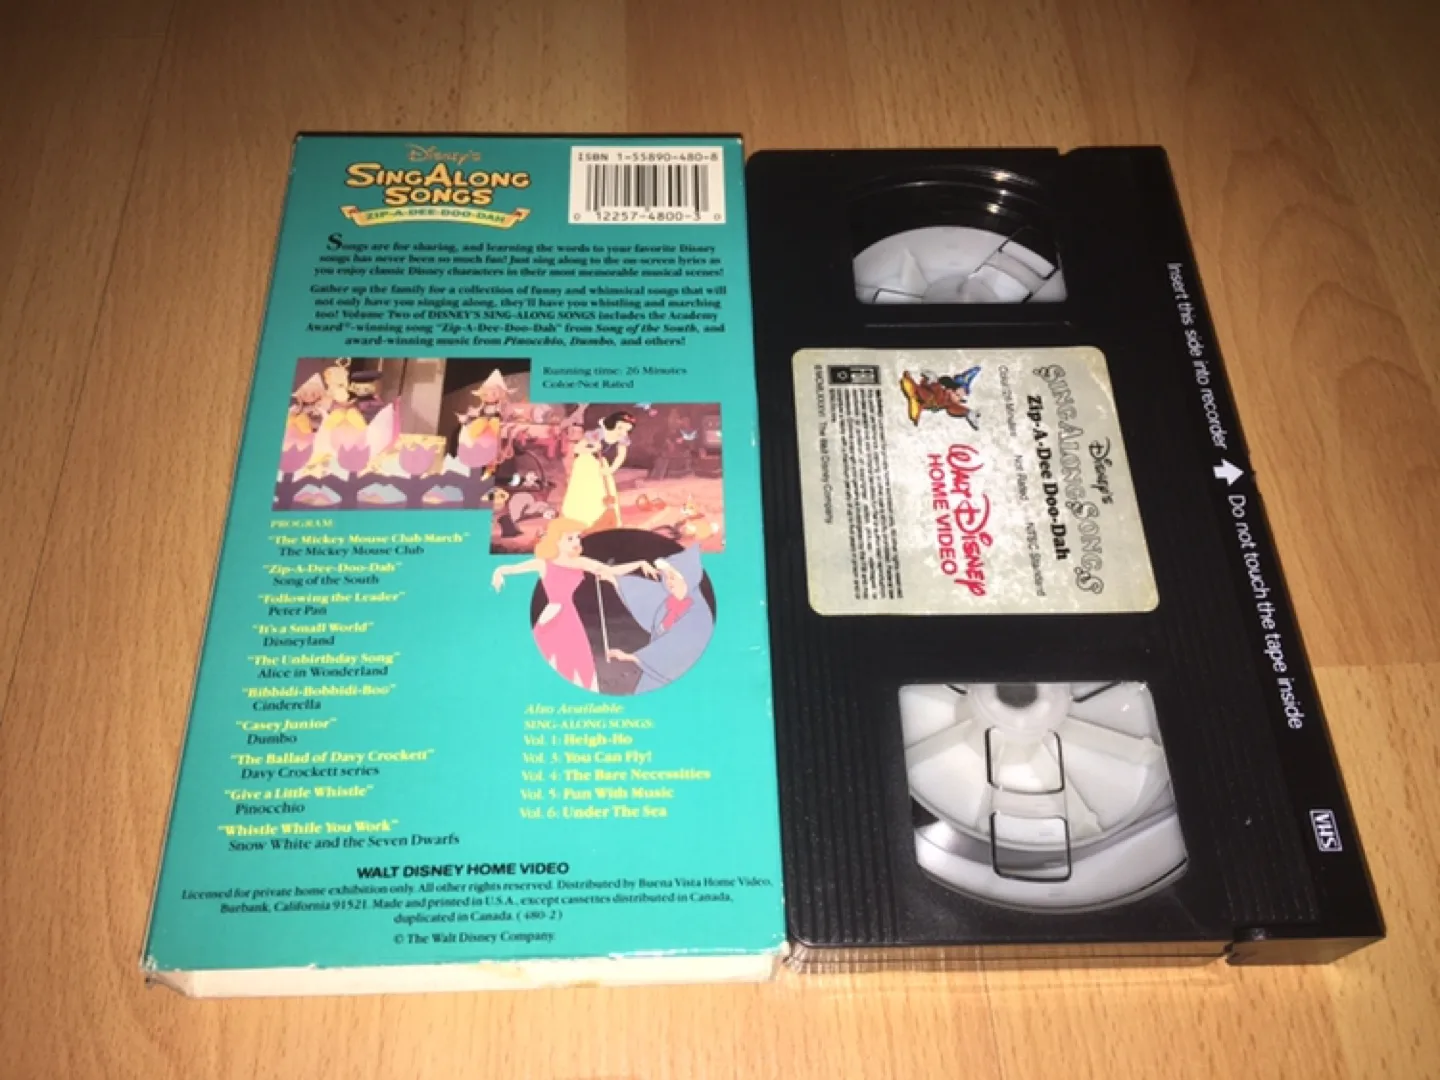 Disney's
SING ALONG
SONGS
ZIP-A-DEE-DOO-DAH
ISBN 1-55890-480-8
0 12257-4800-3 0
Songs are for sharing, and learning the words to your favorite Disney
songs has never been so much fun! Just sing along to the on-screen lyrics as
you enjoy classic Disney characters in their most memorable musical scenes!
Gather up the family for a collection of funny and whimsical songs that will
not only have you singing along, they'll have you whistling and marching
too! Volume Two of DISNEY'S SING-ALONG SONGS includes the Academy
Award®-winning song "Zip-A-Dee-Doo-Dah" from Song of the South, and
award-winning music from Pinocchio, Dumbo, and others!
Running time: 26 Minutes
Color/Not Rated
PROGRAM:
"The Mickey Mouse Club March"
The Mickey Mouse Club
"Zip-A-Dee-Doo-Dah"
Song of the South
"Following the Leader"
Peter Pan
"It's a Small World"
Disneyland
"The Unbirthday Song"
Alice in Wonderland
"Bibbidi-Bobbidi-Boo"
Cinderella
"Casey Junior"
Dumbo
"The Ballad of Davy Crockett"
Davy Crockett series
"Give a Little Whistle"
Pinocchio
"Whistle While You Work"
Snow White and the Seven Dwarfs
Also Available:
SING-ALONG SONGS:
Vol. 1: Heigh-Ho
Vol. 3: You Can Fly!
Vol. 4: The Bare Necessities
Vol. 5: Fun With Music
Vol. 6: Under The Sea
WALT DISNEY HOME VIDEO
Licensed for private home exhibition only. All other rights reserved. Distributed by Buena Vista Home Video,
Burbank, California 91521. Made and printed in U.S.A., except cassettes distributed in Canada,
duplicated in Canada. (480-2)
© The Walt Disney Company.
Disney's
SING ALONG SONGS
Zip-A-Dee Doo-Dah
Color/26 Minutes Not Rated NTSC Standard
WALT DISNEY
HOME VIDEO
The Walt Disney Company
Insert this side into recorder Do not touch the tape inside
VHS